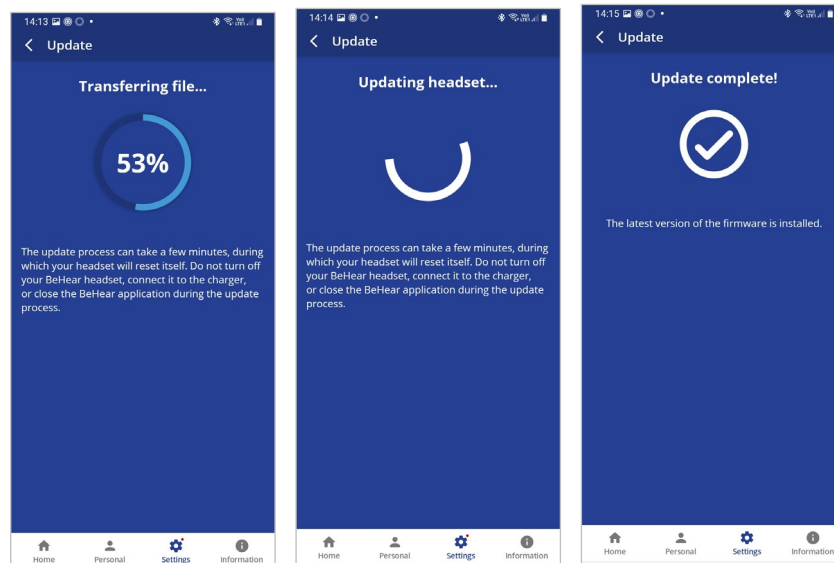 14:13
Update
Transferring file...
53%
The update process can take a few minutes, during
which your headset will reset itself. Do not turn off
your BeHear headset, connect it to the charger,
or close the BeHear application during the update
process.
Home Personal Settings Information
14:14
Update
Updating headset...
The update process can take a few minutes, during
which your headset will reset itself. Do not turn off
your BeHear headset, connect it to the charger,
or close the BeHear application during the update
process.
Home Personal Settings Information
14:15
Update
Update complete!
The latest version of the firmware is installed.
Home Personal Settings Information